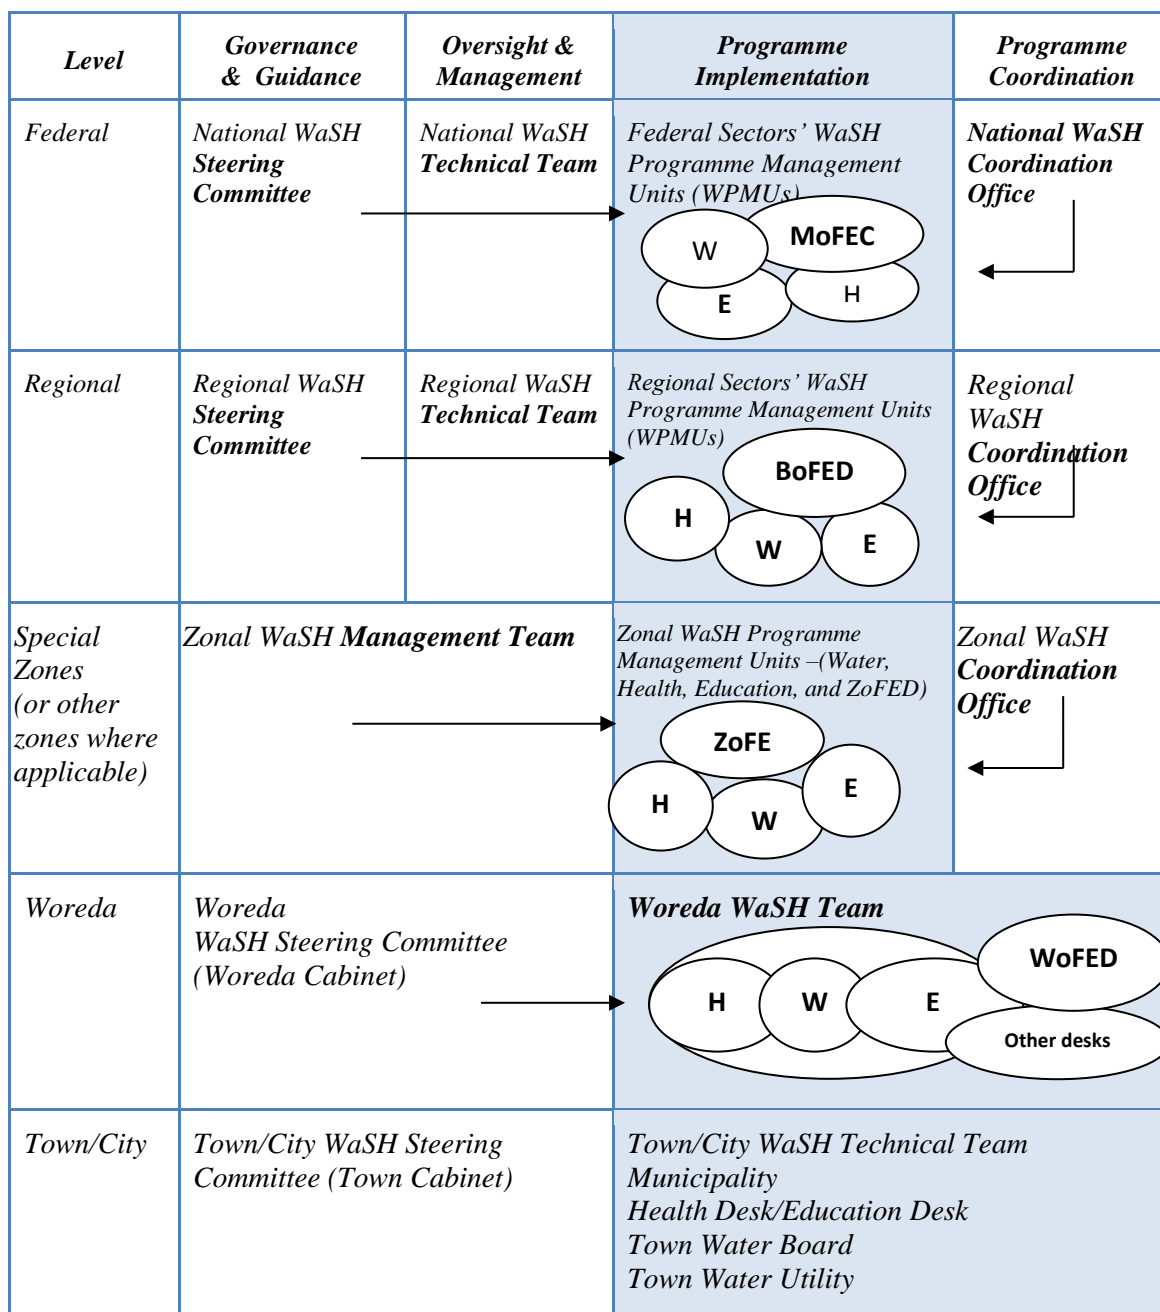 Level
Governance
& Guidance
Oversight &
Management
Programme
Implementation
Programme
Coordination
Federal
National WaSH
Steering
Committee
National WaSH
Technical Team
Federal Sectors' WaSH
Programme Management
Units (WPMUs)
W
MoFEC
E
H
National WaSH
Coordination
Office
Regional
Regional WaSH
Steering
Committee
Regional WaSH
Technical Team
Regional Sectors' WaSH
Programme Management Units
(WPMUs)
BoFED
H
W
E
Regional
WaSH
Coordination
Office
Special
Zones
(or other
zones where
applicable)
Zonal WaSH Management Team
Zonal WaSH Programme
Management Units –(Water,
Health, Education, and ZoFED)
ZoFE
H
W
E
Zonal WaSH
Coordination
Office
Woreda
Woreda
WaSH Steering Committee
(Woreda Cabinet)
Woreda WaSH Team
H
W
E
WoFED
Other desks
Town/City
Town/City WaSH Steering
Committee (Town Cabinet)
Town/City WaSH Technical Team
Municipality
Health Desk/Education Desk
Town Water Board
Town Water Utility